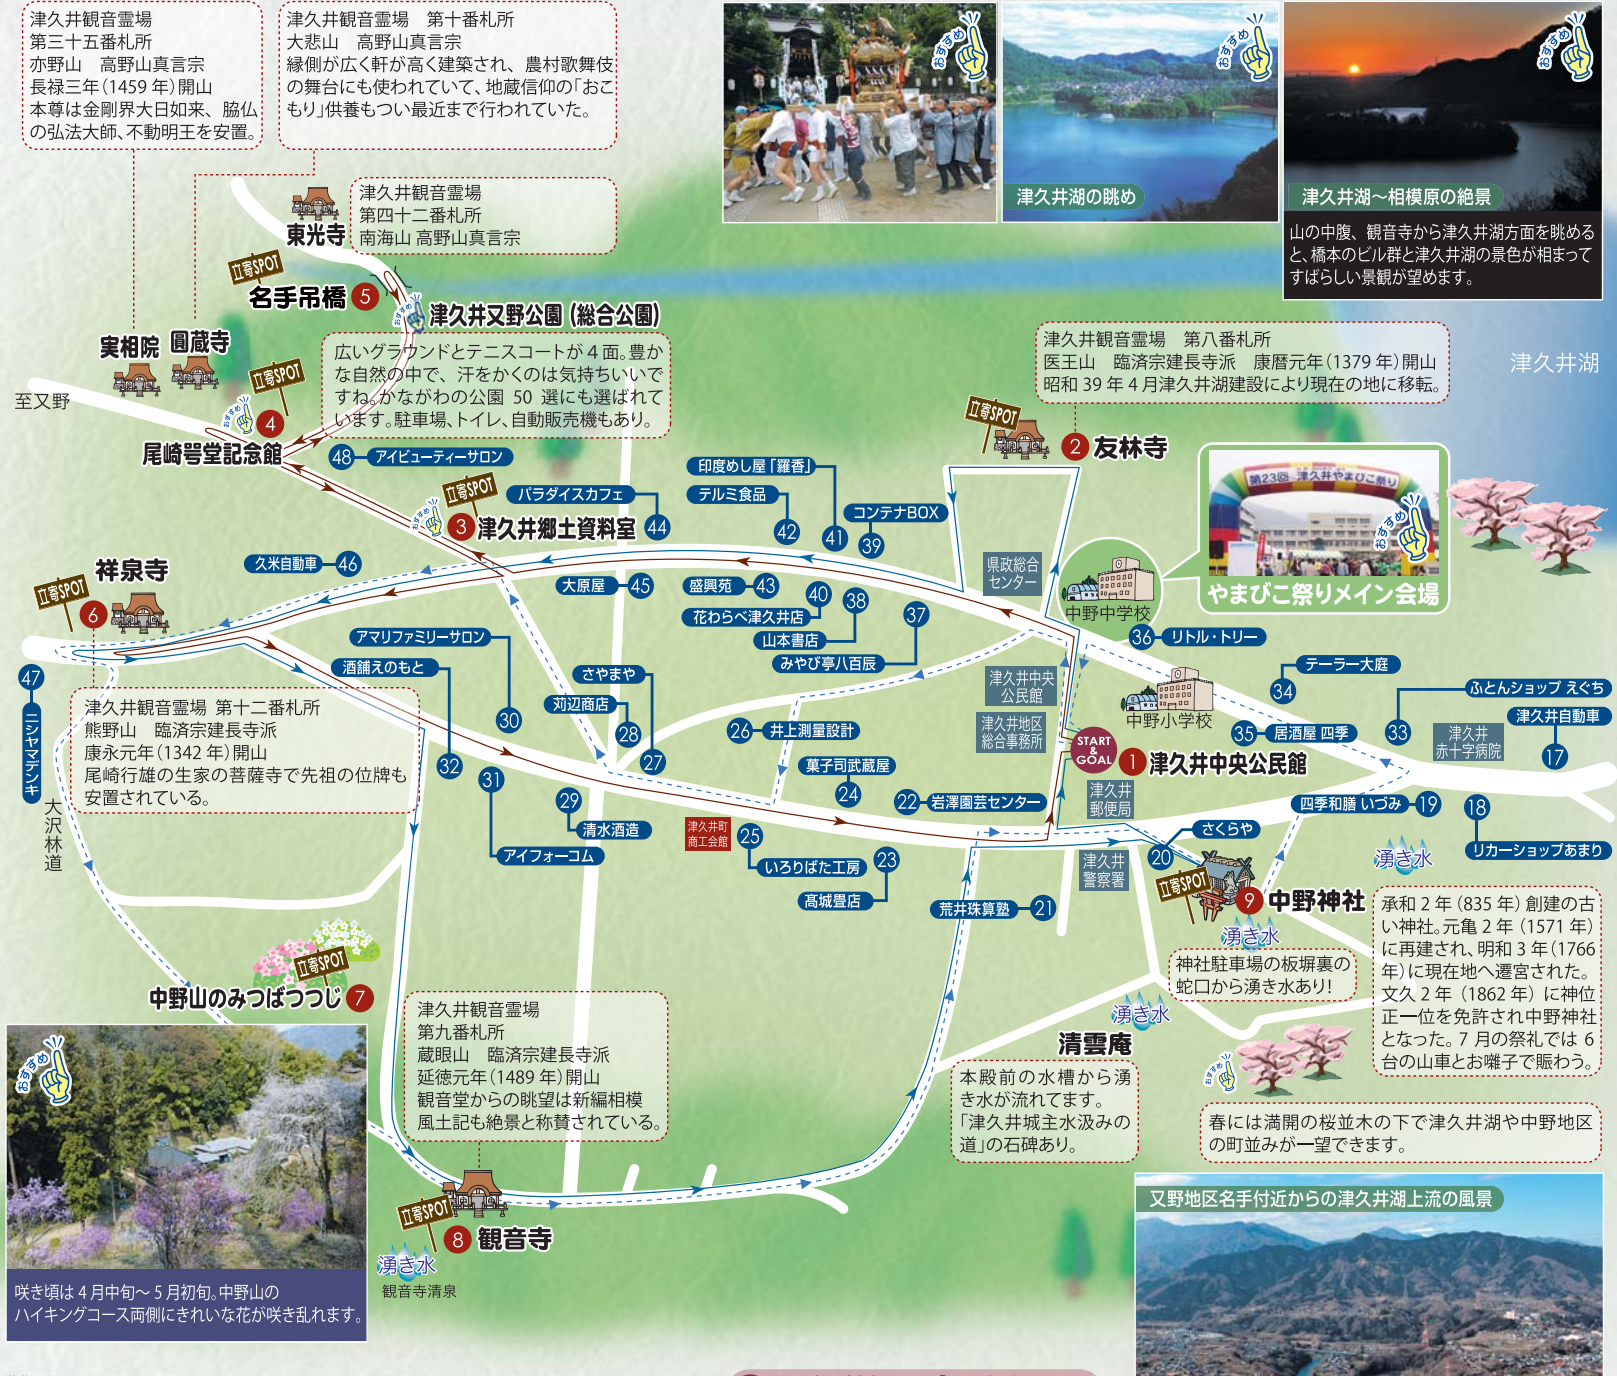 津久井観音霊場
第三十五番札所
亦野山　高野山真言宗
長禄三年(1459 年)開山
本尊は金剛界大日如来、脇仏
の弘法大師、不動明王を安置。
津久井観音霊場　第十番札所
大悲山　高野山真言宗
縁側が広く軒が高く建築され、農村歌舞伎
の舞台にも使われていて、地蔵信仰の「おこ
もり」供養もつい最近まで行われていた。
おすすめ
おすすめ
津久井湖の眺め
おすすめ
津久井湖〜相模原の絶景
山の中腹、観音寺から津久井湖方面を眺める
と、橋本のビル群と津久井湖の景色が相まって
すばらしい景観が望めます。
東光寺
津久井観音霊場
第四十二番札所
南海山 高野山真言宗
立寄SPOT
名手吊橋 5
おすすめ
津久井又野公園 (総合公園)
広いグラウンドとテニスコートが 4 面。豊か
な自然の中で、汗をかくのは気持ちいいで
すね。かながわの公園 50 選にも選ばれて
います。駐車場、トイレ、自動販売機もあり。
実相院
圓蔵寺
至又野
立寄SPOT
おすすめ
4
尾崎咢堂記念館
津久井観音霊場　第八番札所
医王山　臨済宗建長寺派　康暦元年(1379 年)開山
昭和 39 年 4 月津久井湖建設により現在の地に移転。
津久井湖
立寄SPOT
2 友林寺
48 アイビューティーサロン
立寄SPOT
おすすめ
3 津久井郷土資料室
パラダイスカフェ
44
印度めし屋「羅香」
41
テルミ食品
42
コンテナBOX
39
県政総合
センター
中野中学校
第23回 津久井やまびこ祭り
おすすめ
やまびこ祭りメイン会場
久米自動車 46
祥泉寺
立寄SPOT
6
大原屋 45
盛興苑 43
40
花わらべ津久井店
38
山本書店
37
みやび亭八百辰
36 リトル・トリー
アマリファミリーサロン
30
酒舗えのもと
32
さやまや
27
苅辺商店
28
津久井中央
公民館
津久井地区
総合事務所
中野小学校
テーラー大庭
34
ふとんショップ えぐち
33
津久井自動車
17
津久井
赤十字病院
35 居酒屋 四季
47
ニシヤマデンキ
津久井観音霊場 第十二番札所
熊野山　臨済宗建長寺派
康永元年(1342 年)開山
尾崎行雄の生家の菩薩寺で先祖の位牌も
安置されている。
大沢林道
26 井上測量設計
START
&
GOAL
1 津久井中央公民館
菓子司武蔵屋
24
22 岩澤園芸センター
津久井
郵便局
四季和膳 いづみ 19
18
リカーショップあまり
31
アイフォーコム
29
清水酒造
津久井町
商工会館
25
いろりばた工房
23
髙城畳店
さくらや
20
津久井
警察署
荒井珠算塾 21
湧き水
立寄SPOT
9 中野神社
湧き水
神社駐車場の板塀裏の
蛇口から湧き水あり!
承和 2 年 (835 年) 創建の古
い神社。元亀 2 年 (1571 年)
に再建され、明和 3 年(1766
年)に現在地へ遷宮された。
文久 2 年 (1862 年) に神位
正一位を免許され中野神社
となった。7 月の祭礼では 6
台の山車とお囃子で賑わう。
立寄SPOT
中野山のみつばつつじ 7
津久井観音霊場
第九番札所
蔵眼山　臨済宗建長寺派
延徳元年(1489 年)開山
観音堂からの眺望は新編相模
風土記も絶景と称賛されている。
湧き水
清雲庵
本殿前の水槽から湧
き水が流れてます。
「津久井城主水汲みの
道」の石碑あり。
おすすめ
春には満開の桜並木の下で津久井湖や中野地区
の町並みが一望できます。
おすすめ
咲き頃は 4 月中旬〜 5 月初旬。中野山の
ハイキングコース両側にきれいな花が咲き乱れます。
立寄SPOT
8 観音寺
湧き水
観音寺清泉
又野地区名手付近からの津久井湖上流の風景